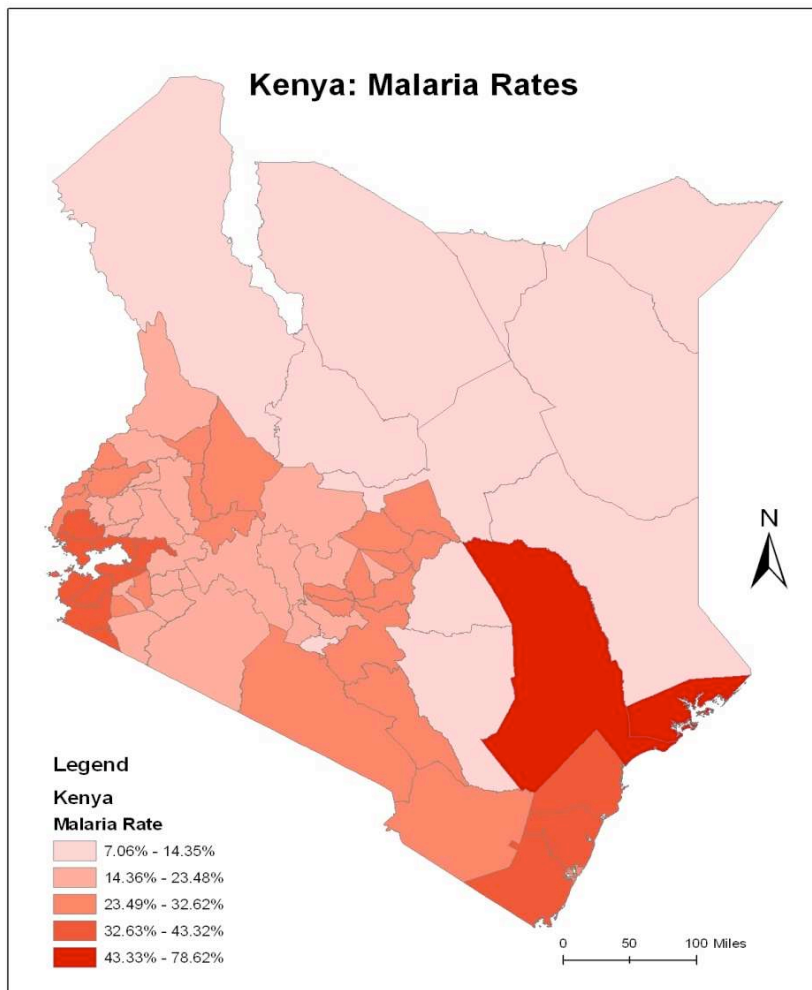 Kenya: Malaria Rates
N
Legend
Kenya
Malaria Rate
7.06% - 14.35%
14.36% - 23.48%
23.49% - 32.62%
32.63% - 43.32%
43.33% - 78.62%
0 50 100 Miles